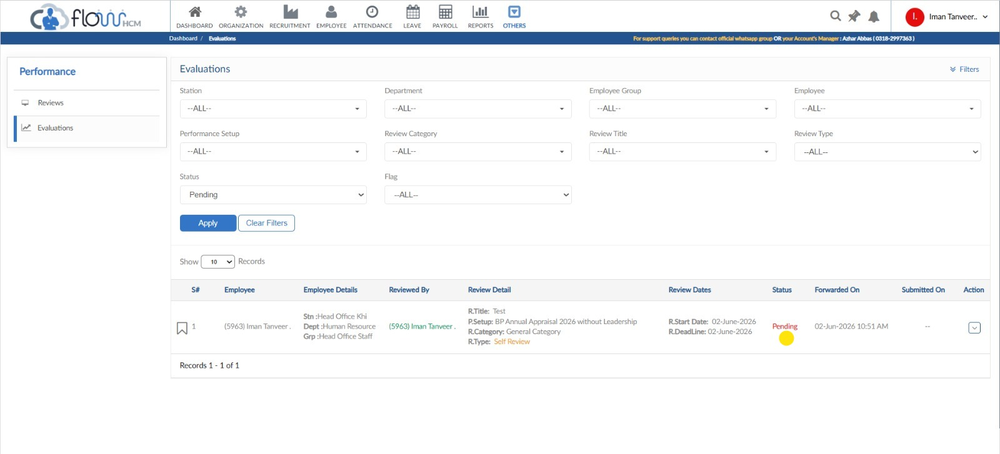 flow HCM
DASHBOARD ORGANIZATION RECRUITMENT EMPLOYEE ATTENDANCE LEAVE PAYROLL REPORTS OTHERS
I. Iman Tanveer..
Dashboard / Evaluations
For support queries you can contact official whatsapp group OR your Account's Manager : Azhar Abbas ( 0318-2997363 )
Performance
Reviews
Evaluations
Evaluations
Filters
Station Department Employee Group Employee
--ALL-- --ALL-- --ALL-- --ALL--
Performance Setup Review Category Review Title Review Type
--ALL-- --ALL-- --ALL-- --ALL--
Status Flag
Pending --ALL--
Apply Clear Filters
Show 10 Records
S# Employee Employee Details Reviewed By Review Detail Review Dates Status Forwarded On Submitted On Action
1 (5963) Iman Tanveer .
Stn :Head Office Khi
Dept :Human Resource
Grp :Head Office Staff
(5963) Iman Tanveer .
R.Title: Test
P.Setup: BP Annual Appraisal 2026 without Leadership
R.Category: General Category
R.Type: Self Review
R.Start Date: 02-June-2026
R.DeadLine: 02-June-2026
Pending
02-Jun-2026 10:51 AM
--
Records 1 - 1 of 1